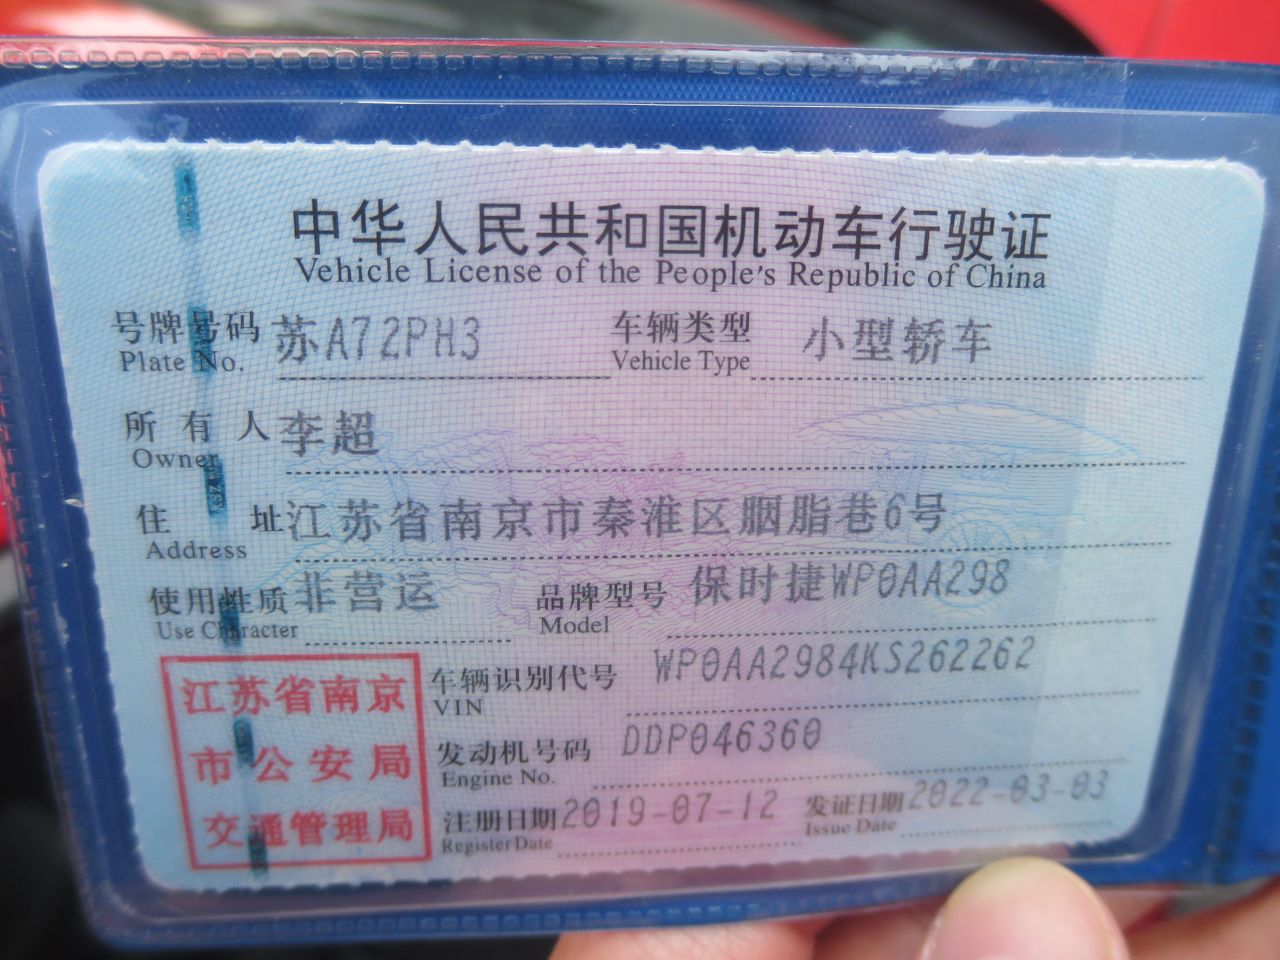 中华人民共和国机动车行驶证
Vehicle License of the People's Republic of China
号牌号码 苏A72PH3 车辆类型 小型轿车
Plate No. Vehicle Type
所有人 李超
Owner
住址 江苏省南京市秦淮区胭脂巷6号
Address
使用性质 非营运 品牌型号 保时捷WP0AA298
Use Character Model
车辆识别代号 WP0AA2984KS262262
VIN
发动机号码 DDP046360
Engine No.
注册日期 2019-07-12 发证日期 2022-03-03
Register Date Issue Date
江苏省南京
市公安局
交通管理局